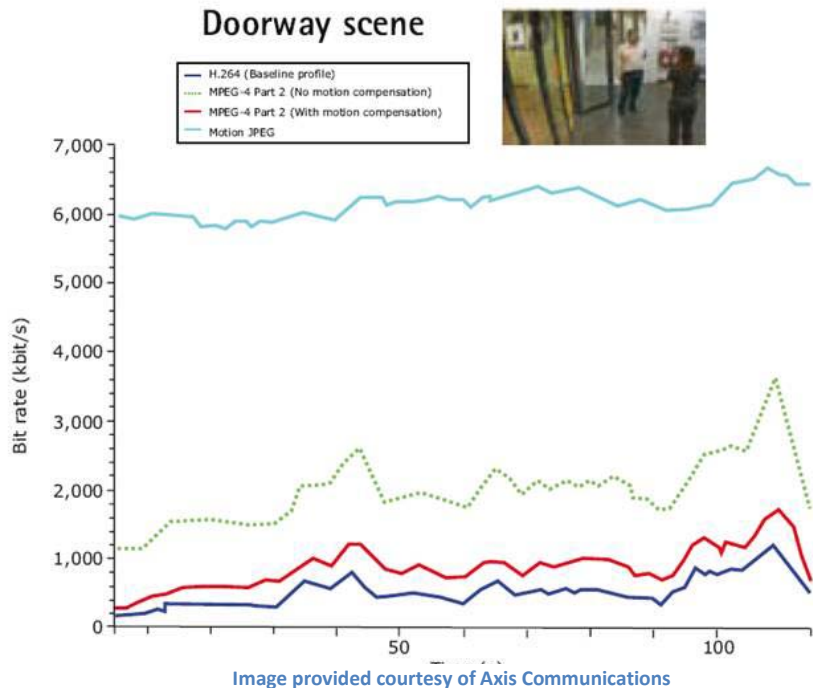 Doorway scene
H.264 (Baseline profile)
MPEG-4 Part 2 (No motion compensation)
MPEG-4 Part 2 (With motion compensation)
Motion JPEG
7,000
6,000
5,000
4,000
3,000
2,000
1,000
0
Bit rate (kbit/s)
50
100
Image provided courtesy of Axis Communications